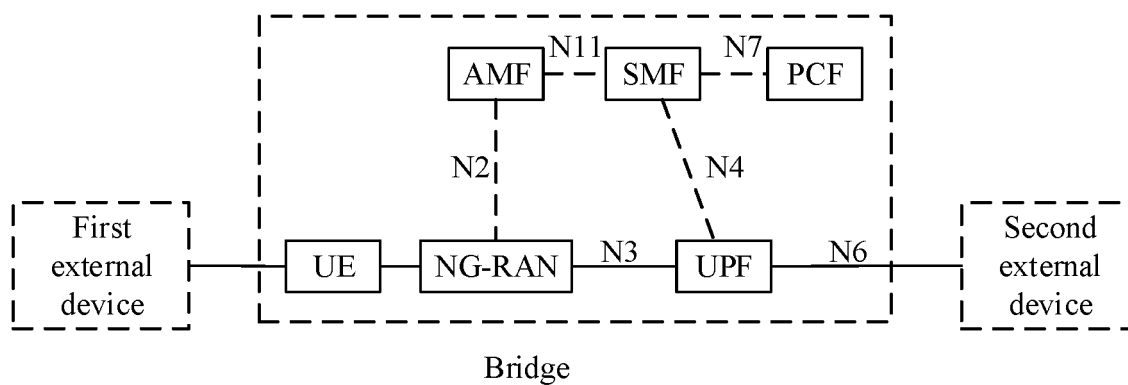 N11
N7
AMF
SMF
PCF
N2
N4
First
external
device
UE
NG-RAN
N3
UPF
N6
Second
external
device
Bridge